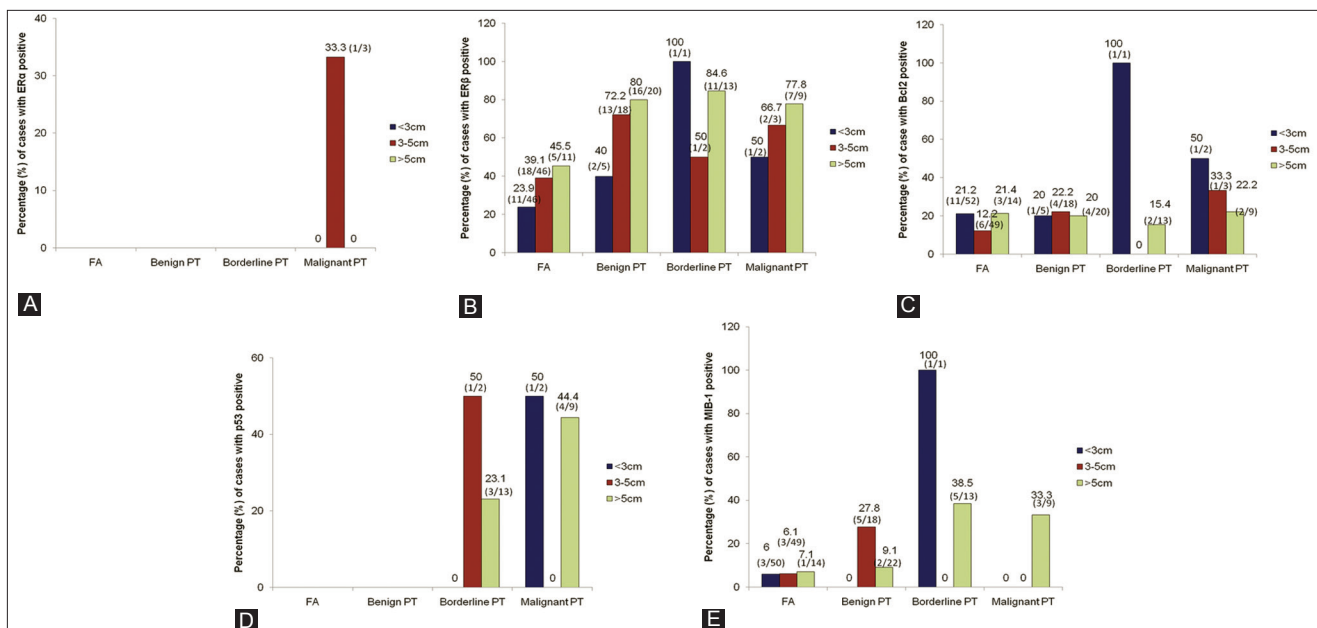 Percentage (%) of cases with ERα positive
40
35
30
25
20
15
10
5
0
33.3 (1/3)
0
0
FA
Benign PT
Borderline PT
Malignant PT
<3cm
3-5cm
>5cm
A
Percentage (%) of cases with ERβ positive
120
100
80
60
40
20
0
23.9
(11/46)
39.1
(18/46)
45.5
(5/11)
40
(2/5)
72.2
(13/18)
80
(16/20)
100
(1/1)
50
(1/2)
84.6
(11/13)
50
(1/2)
66.7
(2/3)
77.8
(7/9)
FA
Benign PT
Borderline PT
Malignant PT
<3cm
3-5cm
>5cm
B
Percentage (%) of case with Bcl2 positive
120
100
80
60
40
20
0
21.2
(11/52)
12.2
(6/49)
21.4
(3/14)
20
(1/5)
22.2
(4/18)
20
(4/20)
100
(1/1)
0
15.4
(2/13)
50
(1/2)
33.3
(1/3)
22.2
(2/9)
FA
Benign PT
Borderline PT
Malignant PT
<3cm
3-5cm
>5cm
C
Percentage (%) of cases with p53 positive
60
40
20
0
0
50
(1/2)
23.1
(3/13)
50
(1/2)
0
44.4
(4/9)
FA
Benign PT
Borderline PT
Malignant PT
<3cm
3-5cm
>5cm
D
Percentage (%) of cases with MIB-1 positive
120
100
80
60
40
20
0
6
(3/50)
6.1
(3/49)
7.1
(1/14)
0
27.8
(5/18)
9.1
(2/22)
100
(1/1)
0
38.5
(5/13)
0
0
33.3
(3/9)
FA
Benign PT
Borderline PT
Malignant PT
<3cm
3-5cm
>5cm
E